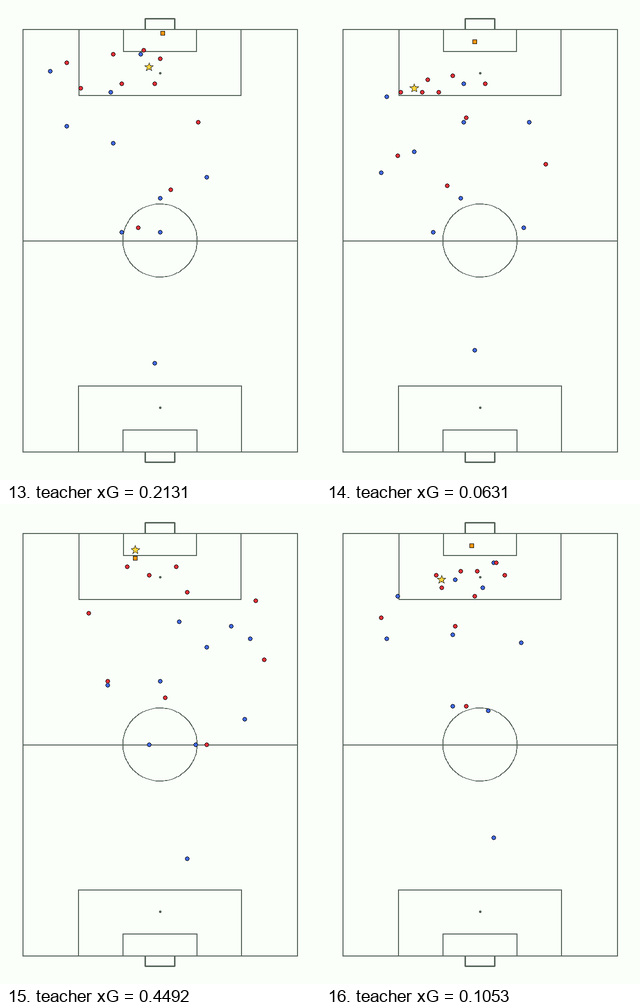 13. teacher xG = 0.2131
14. teacher xG = 0.0631
15. teacher xG = 0.4492
16. teacher xG = 0.1053